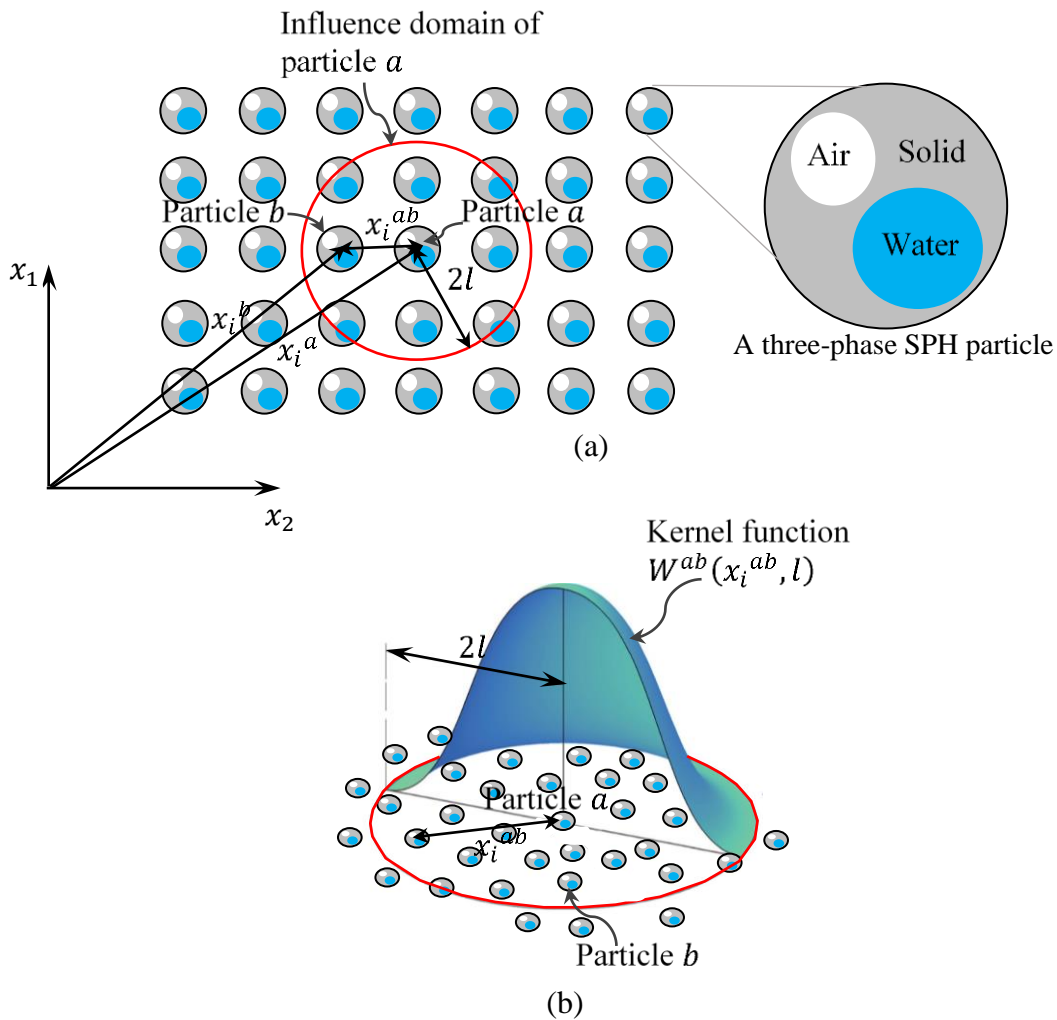 Influence domain of
particle a
Air
Solid
Water
Particle b
x_i^{ab}
Particle a
2l
x_1
x_i^b
x_i^a
A three-phase SPH particle
(a)
x_2
Kernel function
W^{ab}(x_i^{ab}, l)
2l
Particle a
x_i^{ab}
Particle b
(b)